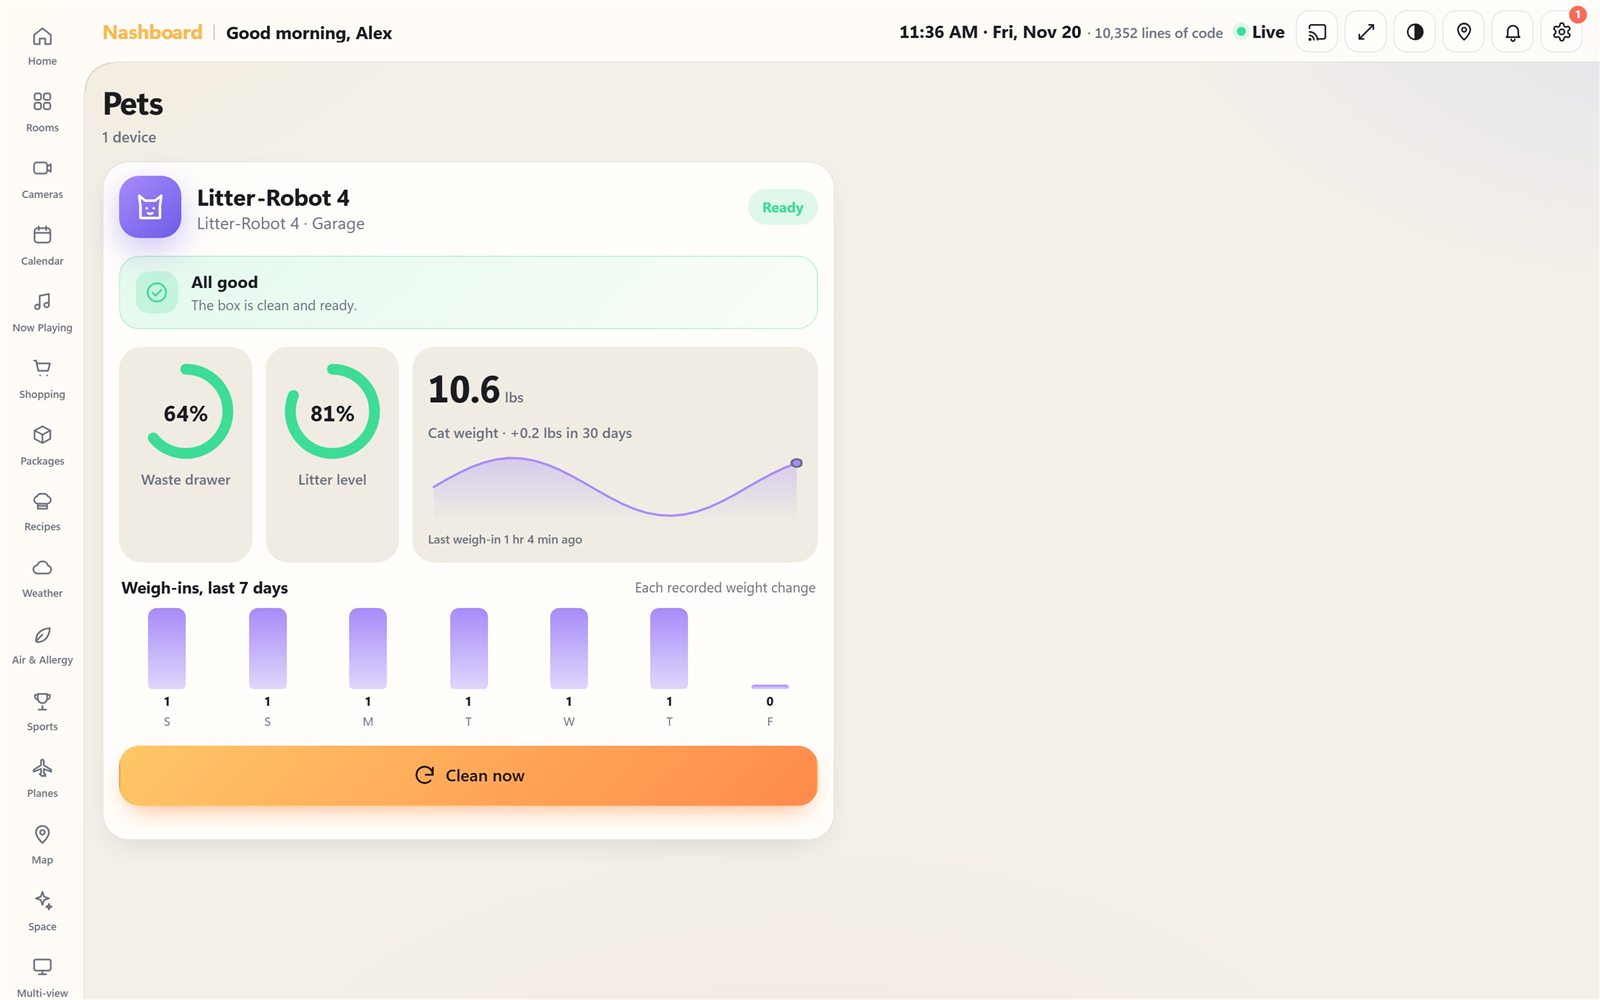 Nashboard | Good morning, Alex
11:36 AM · Fri, Nov 20 · 10,352 lines of code
Live
1
Home
Rooms
Cameras
Calendar
Now Playing
Shopping
Packages
Recipes
Weather
Air & Allergy
Sports
Planes
Map
Space
Multi-view
Pets
1 device
Litter-Robot 4
Litter-Robot 4 · Garage
Ready
All good
The box is clean and ready.
64%
Waste drawer
81%
Litter level
10.6 lbs
Cat weight · +0.2 lbs in 30 days
Last weigh-in 1 hr 4 min ago
Weigh-ins, last 7 days
Each recorded weight change
1 1 1 1 1 1 0
S S M T W T F
Clean now